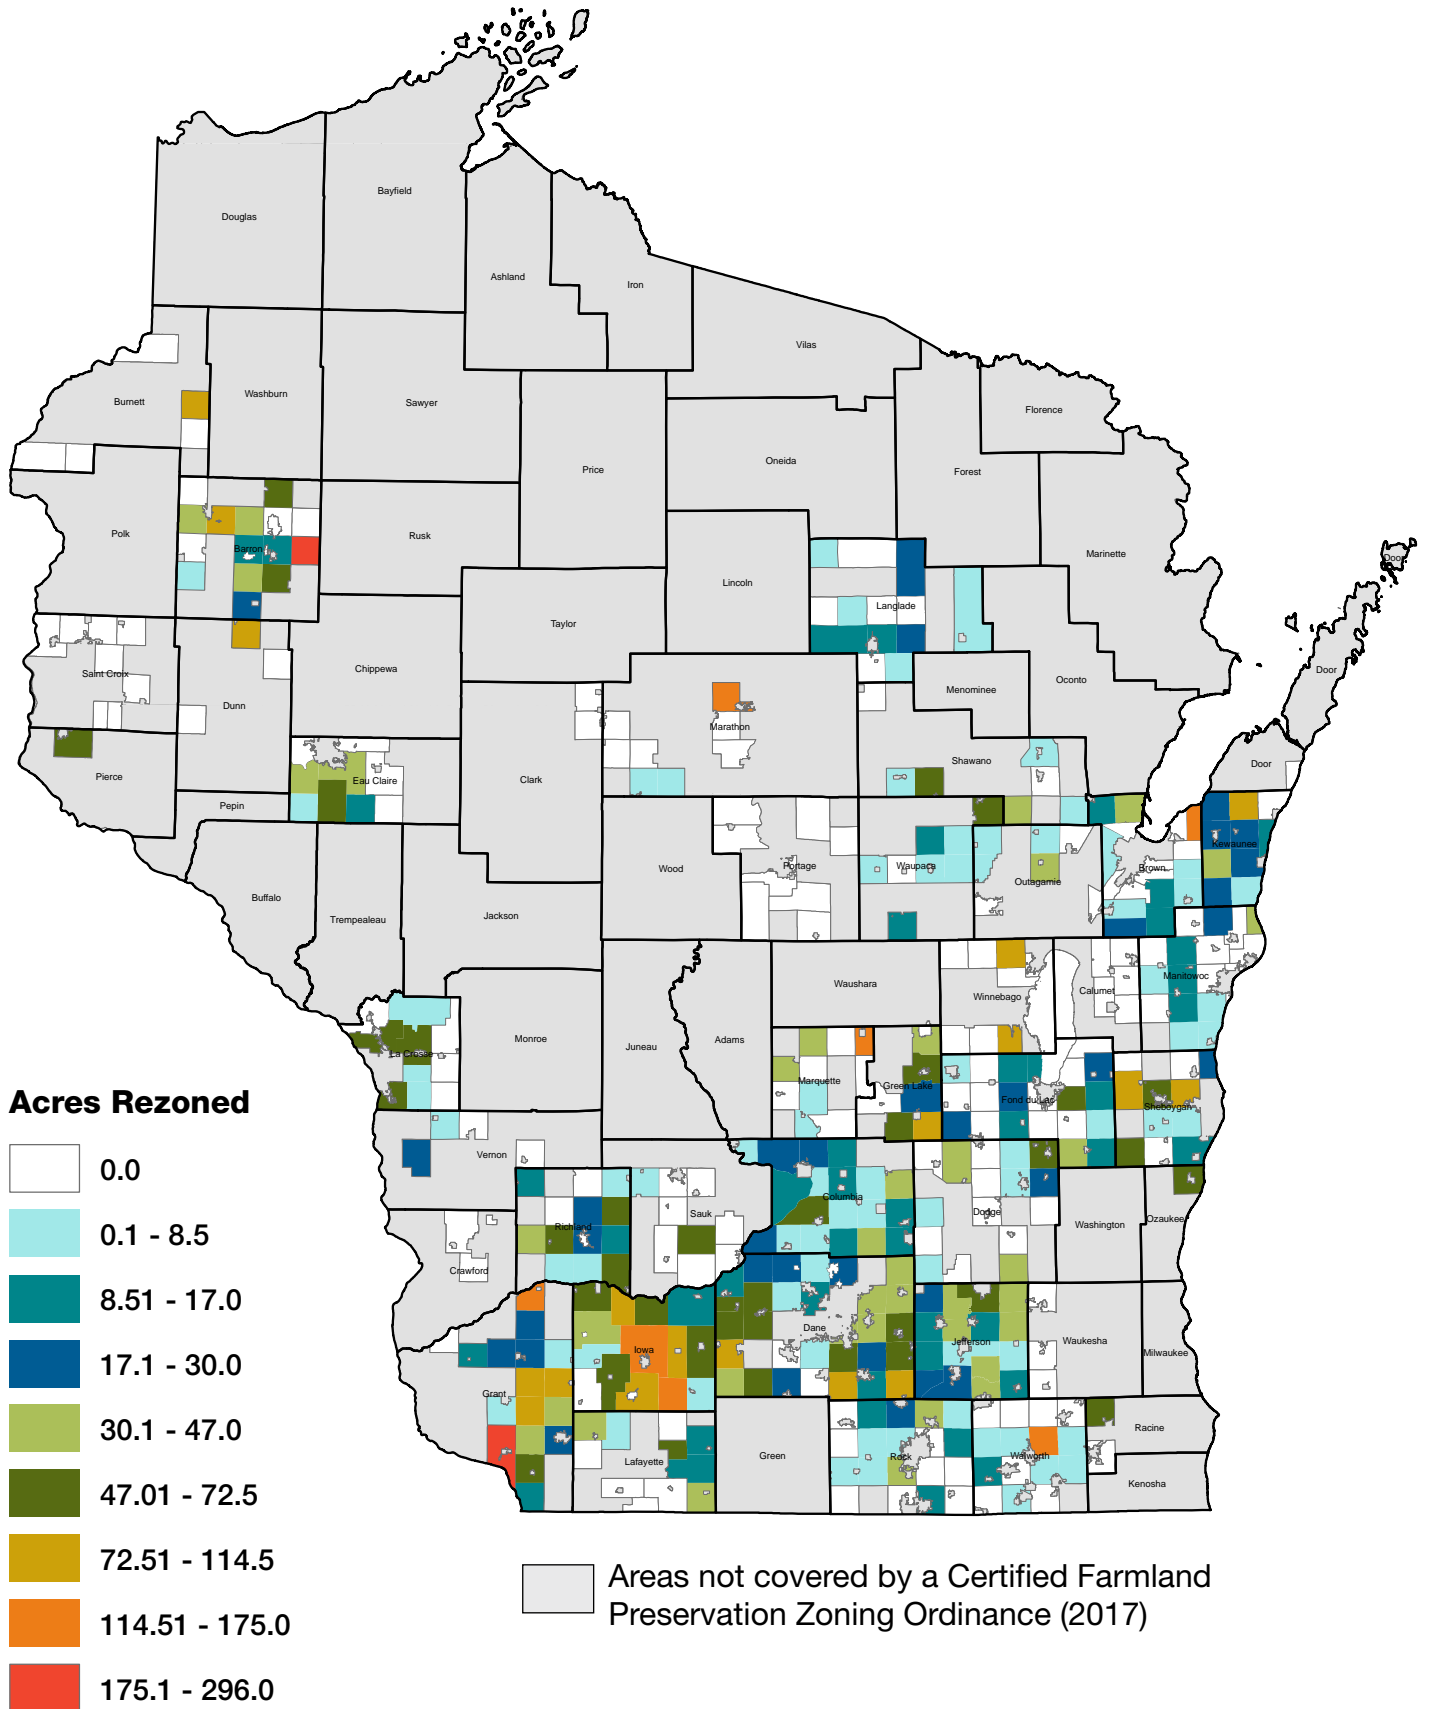 Bayfield
Douglas
Ashland
Iron
Vilas
Washburn
Burnett
Sawyer
Florence
Price
Oneida
Forest
Polk
Rusk
Barron
Marinette
Door
Lincoln
Langlade
Taylor
Chippewa
Saint Croix
Door
Oconto
Menominee
Dunn
Marathon
Door
Shawano
Pierce
Clark
Eau Claire
Pepin
Kewaunee
Wood
Portage
Waupaca
Brown
Outagamie
Buffalo
Jackson
Trempealeau
Manitowoc
Waushara
Calumet
Winnebago
Monroe
Adams
Juneau
La Crosse
Marquette
Green Lake
Fond du Lac
Sheboygan
Acres Rezoned
0.0
0.1 - 8.5
8.51 - 17.0
17.1 - 30.0
30.1 - 47.0
47.01 - 72.5
72.51 - 114.5
114.51 - 175.0
175.1 - 296.0
Vernon
Columbia
Sauk
Dodge
Ozaukee
Richland
Washington
Crawford
Dane
Jefferson
Waukesha
Iowa
Milwaukee
Grant
Racine
Green
Rock
Walworth
Lafayette
Kenosha
Areas not covered by a Certified Farmland
Preservation Zoning Ordinance (2017)